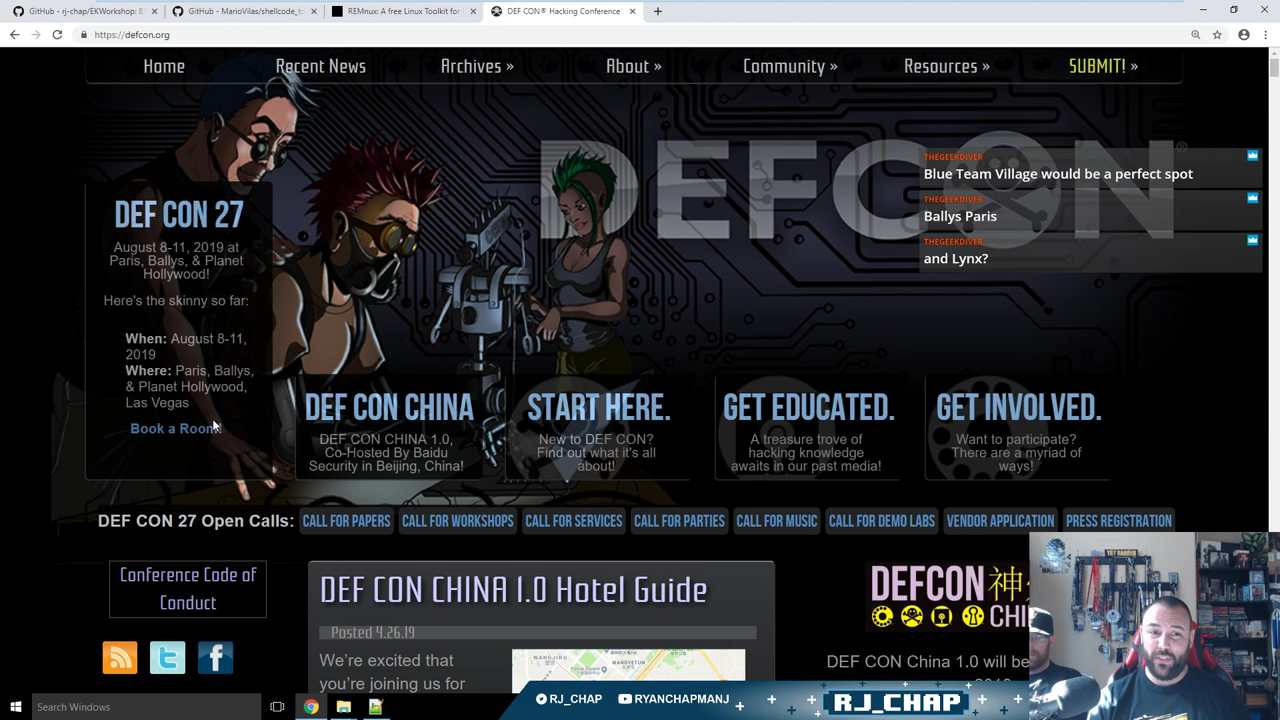 GitHub - rj-chap/EKWorkshop: B
GitHub - MarioVilas/shellcode_to
REMnux: A free Linux Toolkit for
DEF CON® Hacking Conference
https://defcon.org
Home
Recent News
Archives »
About »
Community »
Resources »
SUBMIT! »
DEFCON®
THEGEEKDIVER
Blue Team Village would be a perfect spot
THEGEEKDIVER
Ballys Paris
THEGEEKDIVER
and Lynx?
DEF CON 27
August 8-11, 2019 at
Paris, Ballys, & Planet
Hollywood!
Here's the skinny so far:
When: August 8-11,
2019
Where: Paris, Ballys,
& Planet Hollywood,
Las Vegas
Book a Room!
DEF CON CHINA
DEF CON CHINA 1.0,
Co-Hosted By Baidu
Security in Beijing, China!
START HERE.
New to DEF CON?
Find out what it's all
about!
GET EDUCATED.
A treasure trove of
hacking knowledge
awaits in our past media!
GET INVOLVED.
Want to participate?
There are a myriad of
ways!
DEF CON 27 Open Calls:
CALL FOR PAPERS
CALL FOR WORKSHOPS
CALL FOR SERVICES
CALL FOR PARTIES
CALL FOR MUSIC
CALL FOR DEMO LABS
VENDOR APPLICATION
PRESS REGISTRATION
Conference Code of
Conduct
DEF CON CHINA 1.0 Hotel Guide
Posted 4.26.19
We're excited that
you're joining us for
DEFCON 神
CHI
DEF CON China 1.0 will be
Search Windows
RJ_CHAP
RYANCHAPMANJ
RJ_CHAP